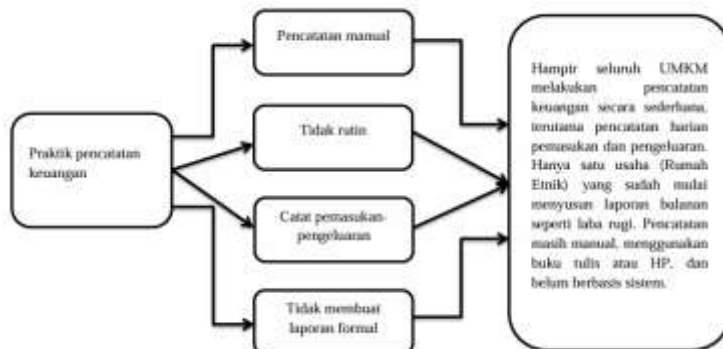 Praktik pencatatan
keuangan
Pencatatan manual
Tidak rutin
Catat pemasukan-
pengeluaran
Tidak membuat
laporan formal
Hampir seluruh UMKM
melakukan pencatatan
keuangan secara sederhana,
terutama pencatatan harian
pemasukan dan pengeluaran.
Hanya satu usaha (Rumah
Etnik) yang sudah mulai
menyusun laporan bulanan
seperti laba rugi. Pencatatan
masih manual, menggunakan
buku tulis atau HP, dan
belum berbasis sistem.